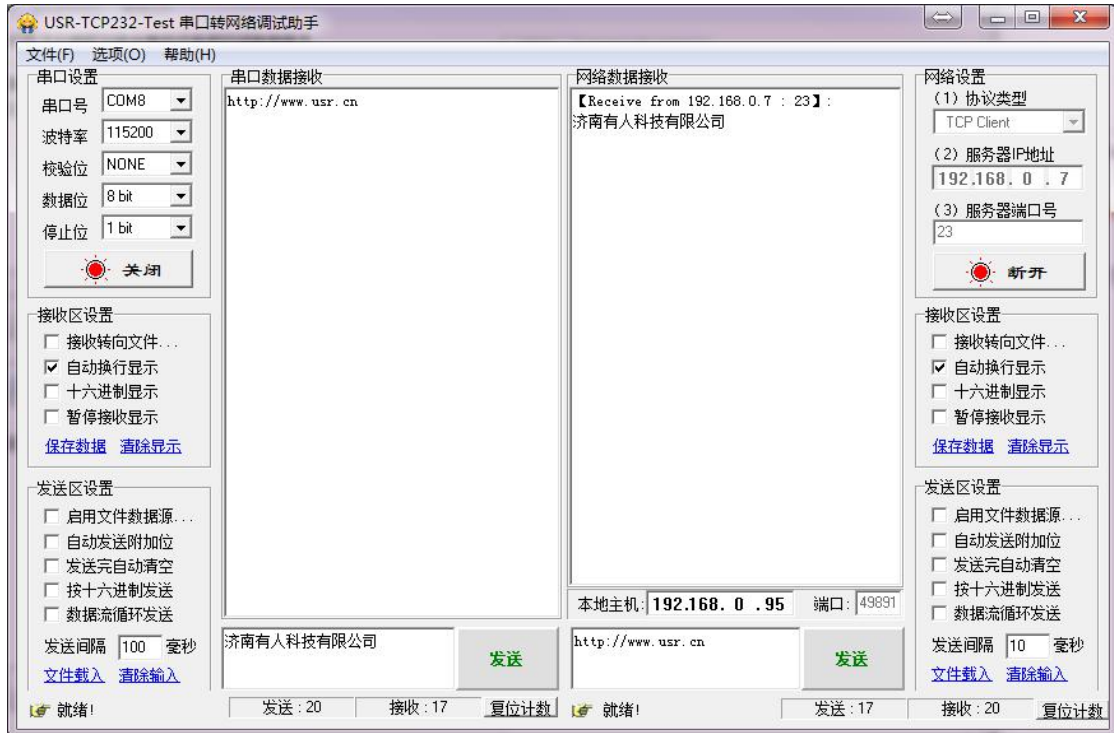 USR-TCP232-Test 串口转网络调试助手
文件(F) 选项(O) 帮助(H)
串口设置
串口号 COM8
波特率 115200
校验位 NONE
数据位 8 bit
停止位 1 bit
关闭
接收区设置
接收转向文件...
自动换行显示
十六进制显示
暂停接收显示
保存数据 清除显示
发送区设置
启用文件数据源...
自动发送附加位
发送完自动清空
按十六进制发送
数据流循环发送
发送间隔 100 毫秒
文件载入 清除输入
就绪!
串口数据接收
http://www.usr.cn
济南有人科技有限公司
发送
发送:20 接收:17 复位计数
网络数据接收
【Receive from 192.168.0.7 : 23】:
济南有人科技有限公司
本地主机: 192.168. 0 .95 端口: 49891
http://www.usr.cn
发送
就绪!
发送:17 接收:20 复位计数
网络设置
(1) 协议类型
TCP Client
(2) 服务器IP地址
192.168. 0 . 7
(3) 服务器端口号
23
断开
接收区设置
接收转向文件...
自动换行显示
十六进制显示
暂停接收显示
保存数据 清除显示
发送区设置
启用文件数据源...
自动发送附加位
发送完自动清空
按十六进制发送
数据流循环发送
发送间隔 10 毫秒
文件载入 清除输入